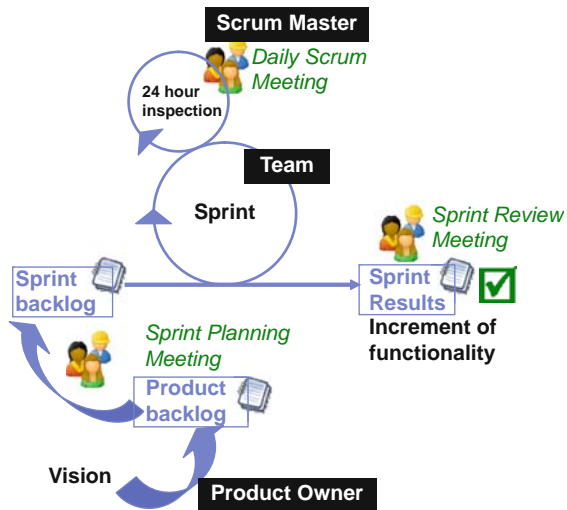 Scrum Master
Daily Scrum
Meeting
24 hour
inspection
Team
Sprint
Sprint Review
Meeting
Sprint
backlog
Sprint
Results
Increment of
functionality
Sprint Planning
Meeting
Product
backlog
Vision
Product Owner